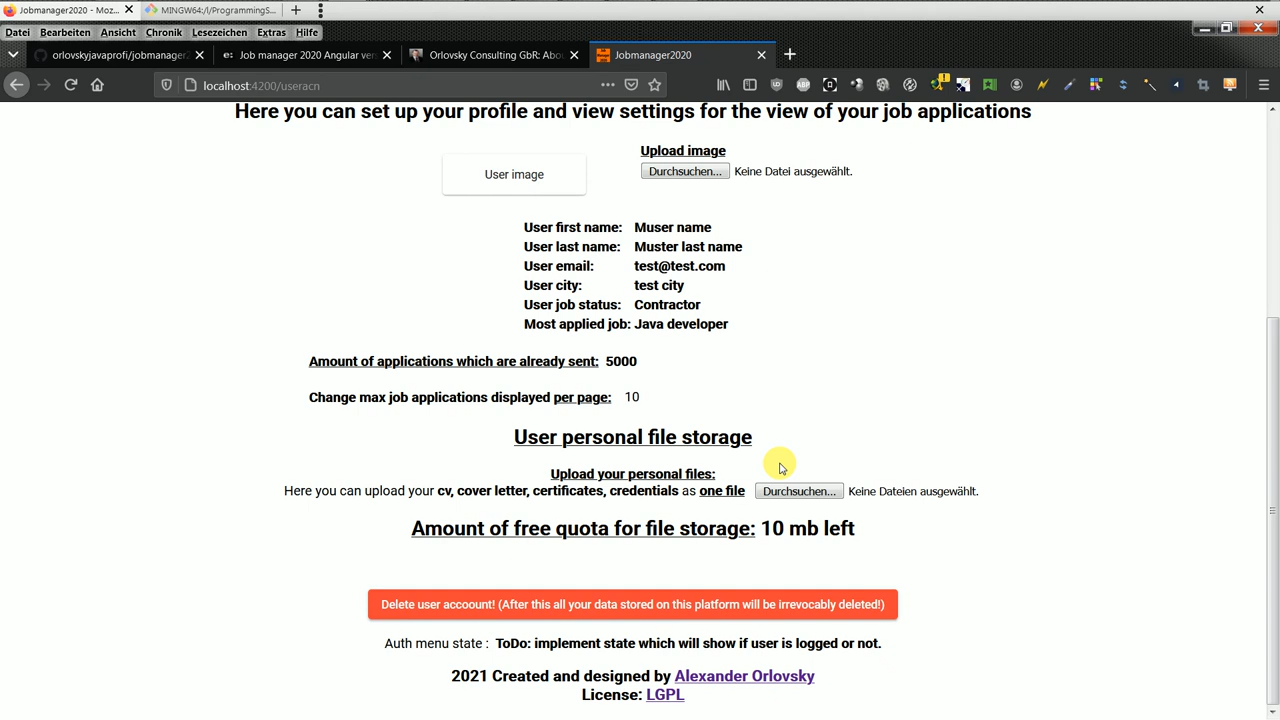 Jobmanager2020 - Moz...
MINGW64:/l/ProgrammingS...
Datei Bearbeiten Ansicht Chronik Lesezeichen Extras Hilfe
orlovskyjavaprofi/jobmanager2
e: Job manager 2020 Angular ver
Orlovsky Consulting GbR: Abo
Jobmanager2020
localhost:4200/useracn
Here you can set up your profile and view settings for the view of your job applications
User image
Upload image
Durchsuchen... Keine Datei ausgewählt.
User first name: Muser name
User last name: Muster last name
User email: test@test.com
User city: test city
User job status: Contractor
Most applied job: Java developer
Amount of applications which are already sent: 5000
Change max job applications displayed per page: 10
User personal file storage
Upload your personal files:
Here you can upload your cv, cover letter, certificates, credentials as one file Durchsuchen... Keine Dateien ausgewählt.
Amount of free quota for file storage: 10 mb left
Delete user accoount! (After this all your data stored on this platform will be irrevocably deleted!)
Auth menu state : ToDo: implement state which will show if user is logged or not.
2021 Created and designed by Alexander Orlovsky
License: LGPL